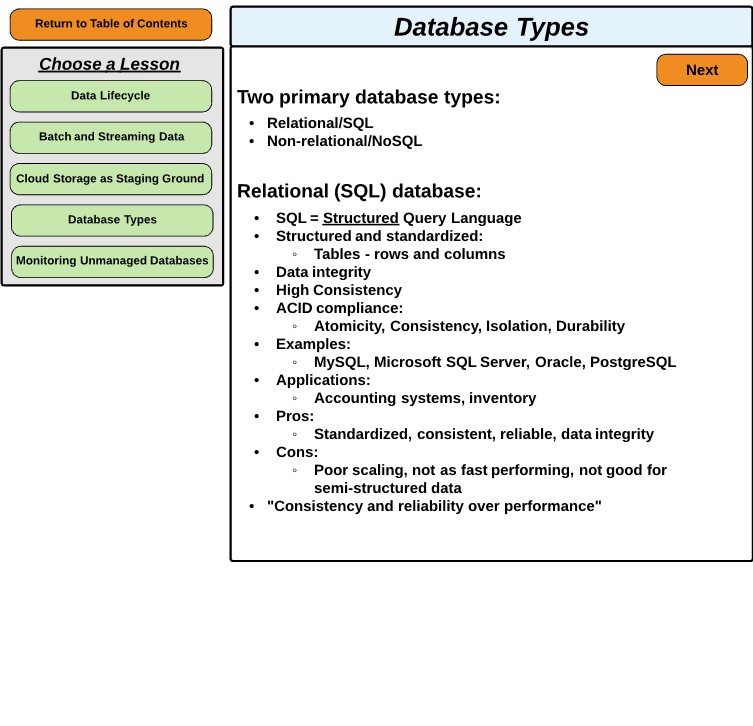 Return to Table of Contents
Choose a Lesson
Data Lifecycle
Batch and Streaming Data
Cloud Storage as Staging Ground
Database Types
Monitoring Unmanaged Databases
Database Types
Next
Two primary database types:
• Relational/SQL
• Non-relational/NoSQL
Relational (SQL) database:
• SQL = Structured Query Language
• Structured and standardized:
◦ Tables - rows and columns
• Data integrity
• High Consistency
• ACID compliance:
◦ Atomicity, Consistency, Isolation, Durability
• Examples:
◦ MySQL, Microsoft SQL Server, Oracle, PostgreSQL
• Applications:
◦ Accounting systems, inventory
• Pros:
◦ Standardized, consistent, reliable, data integrity
• Cons:
◦ Poor scaling, not as fast performing, not good for
semi-structured data
• "Consistency and reliability over performance"